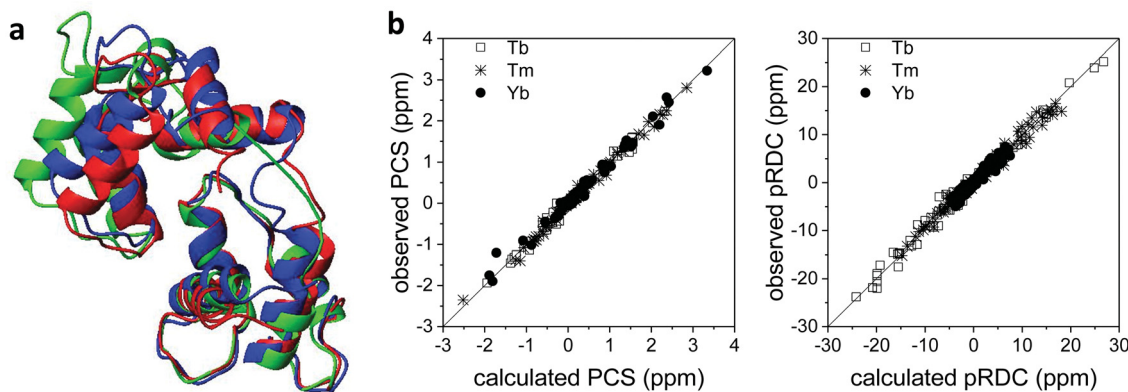 a
b
4
3
2
1
0
-1
-2
-3
-3 -2 -1 0 1 2 3 4
observed PCS (ppm)
calculated PCS (ppm)
Tb
Tm
Yb
30
20
10
0
-10
-20
-30
-30 -20 -10 0 10 20 30
observed pRDC (ppm)
calculated pRDC (ppm)
Tb
Tm
Yb